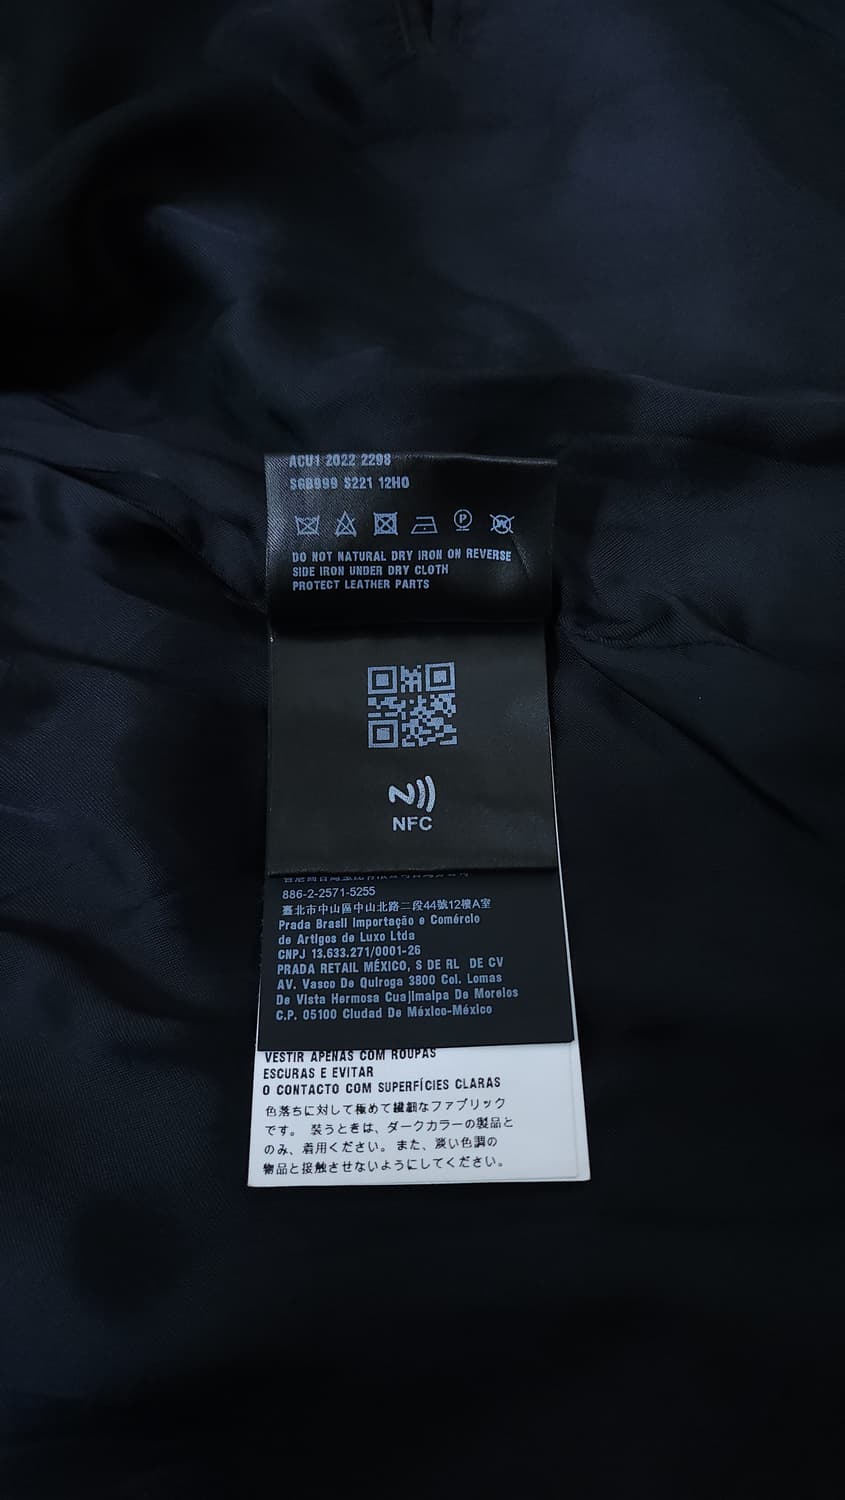 ACU1 2022 2298
SGB999 S221 12H0
P
W
DO NOT NATURAL DRY IRON ON REVERSE
SIDE IRON UNDER DRY CLOTH
PROTECT LEATHER PARTS
NFC
886-2-2571-5255
臺北市中山區中山北路二段44號12樓A室
Prada Brasil Importação e Comércio
de Artigos de Luxo Ltda
CNPJ 13.633.271/0001-26
PRADA RETAIL MÉXICO, S DE RL DE CV
AV. Vasco De Quiroga 3800 Col. Lomas
De Vista Hermosa Cuajimalpa De Morelos
C.P. 05100 Ciudad De México-México
VESTIR APENAS COM ROUPAS
ESCURAS E EVITAR
O CONTACTO COM SUPERFÍCIES CLARAS
色落ちに対して極めて繊細なファブリック
です。 装うときは、ダークカラーの製品と
のみ、着用ください。また、淡い色調の
物品と接触させないようにしてください。